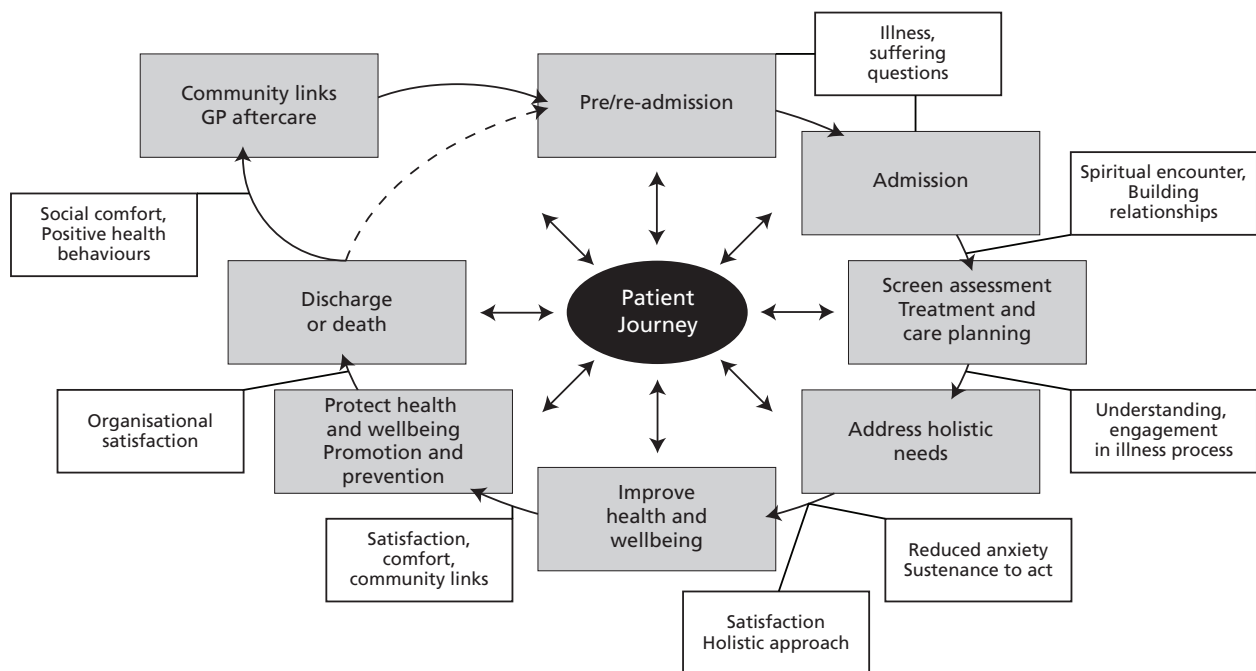 Illness,
suffering
questions
Community links
GP aftercare
Pre/re-admission
Admission
Spiritual encounter,
Building
relationships
Social comfort,
Positive health
behaviours
Discharge
or death
Patient
Journey
Screen assessment
Treatment and
care planning
Organisational
satisfaction
Protect health
and wellbeing
Promotion and
prevention
Address holistic
needs
Understanding,
engagement
in illness process
Improve
health and
wellbeing
Satisfaction,
comfort,
community links
Reduced anxiety
Sustenance to act
Satisfaction
Holistic approach